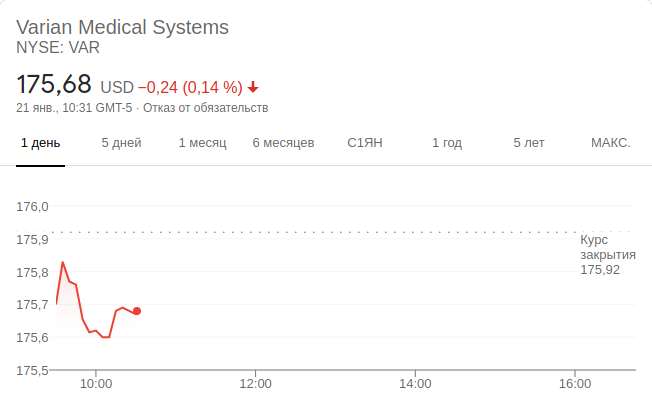 Varian Medical Systems
NYSE: VAR
175,68 USD −0,24 (0,14 %)
21 янв., 10:31 GMT-5 · Отказ от обязательств
1 день 5 дней 1 месяц 6 месяцев С1ЯН 1 год 5 лет МАКС.
176,0
175,9
Курс
закрытия
175,92
175,8
175,7
175,6
175,5
10:00 12:00 14:00 16:00